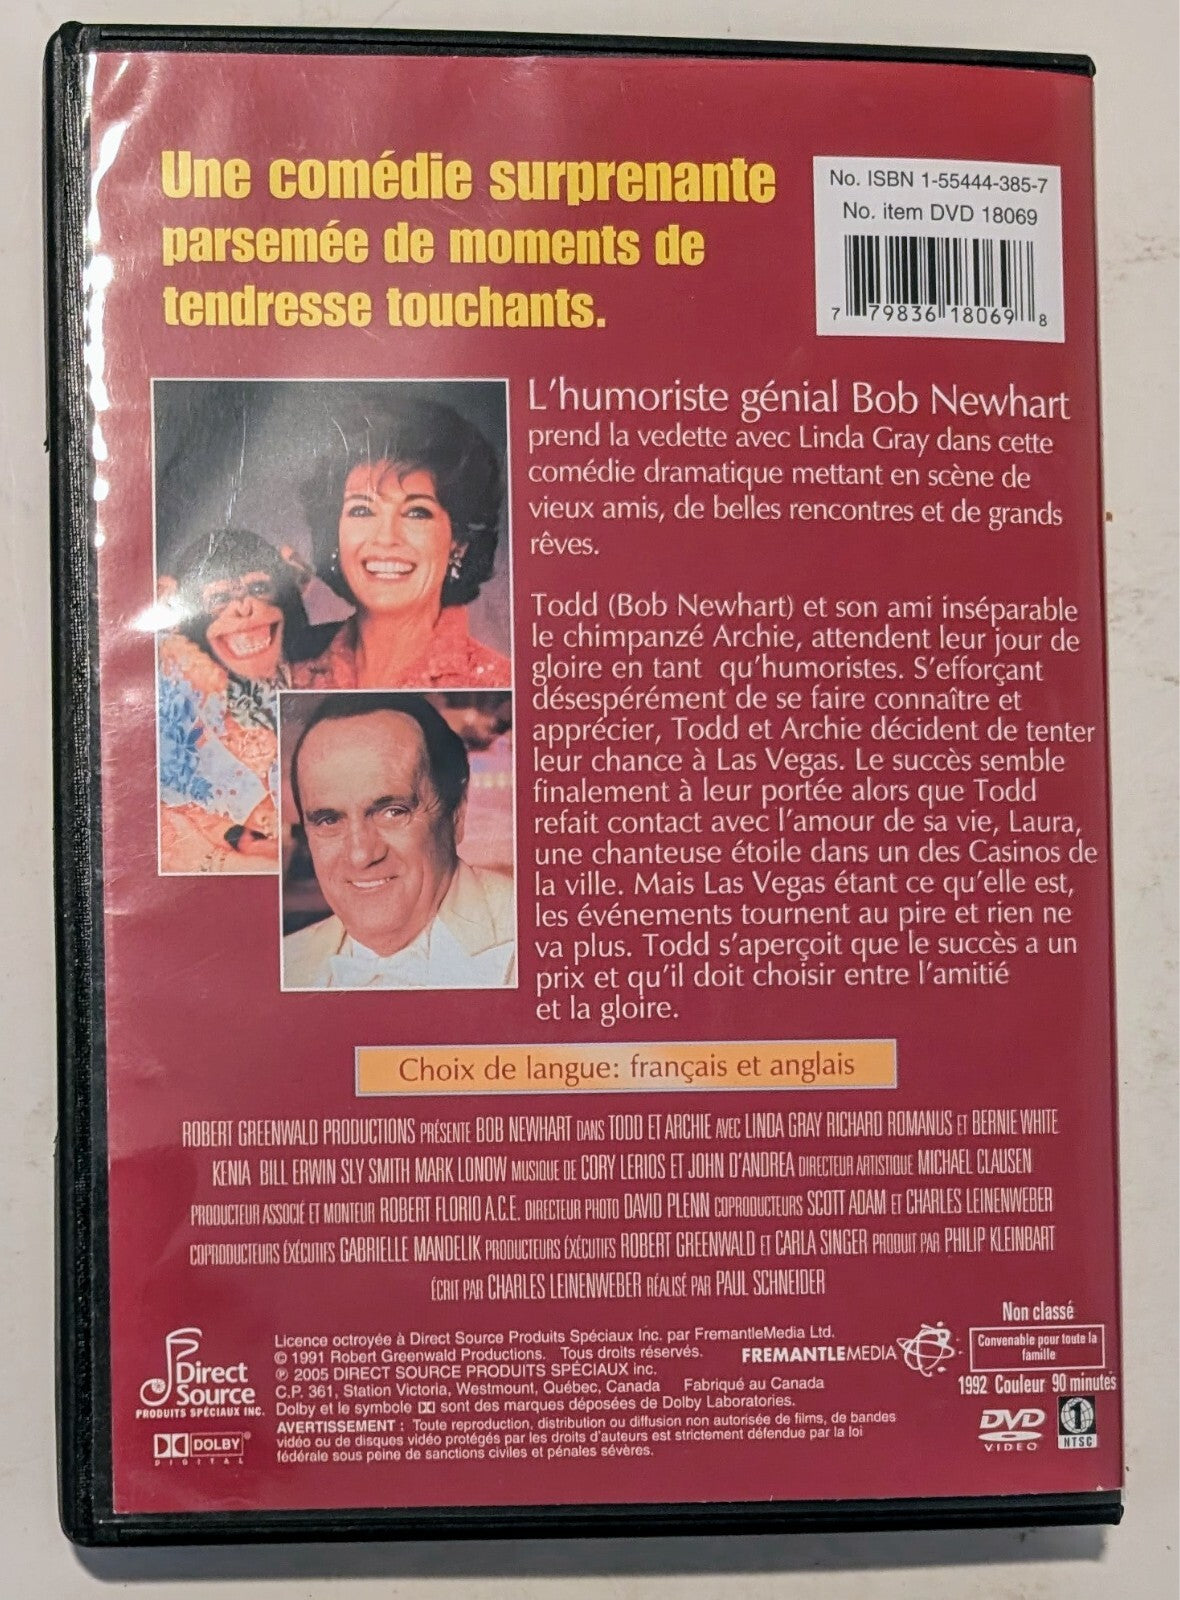 Une comédie surprenante
parsemée de moments de
tendresse touchants.
No. ISBN 1-55444-385-7
No. item DVD 18069
7 79836 18069 8
L'humoriste génial Bob Newhart
prend la vedette avec Linda Gray dans cette
comédie dramatique mettant en scène de
vieux amis, de belles rencontres et de grands
rêves.
Todd (Bob Newhart) et son ami inséparable
le chimpanzé Archie, attendent leur jour de
gloire en tant qu'humoristes. S'efforçant
désespérément de se faire connaître et
apprécier, Todd et Archie décident de tenter
leur chance à Las Vegas. Le succès semble
finalement à leur portée alors que Todd
refait contact avec l'amour de sa vie, Laura,
une chanteuse étoile dans un des Casinos de
la ville. Mais Las Vegas étant ce qu'elle est,
les événements tournent au pire et rien ne
va plus. Todd s'aperçoit que le succès a un
prix et qu'il doit choisir entre l'amitié
et la gloire.
Choix de langue: français et anglais
ROBERT GREENWALD PRODUCTIONS PRÉSENTE BOB NEWHART DANS TODD ET ARCHIE AVEC LINDA GRAY RICHARD ROMANUS ET BERNIE WHITE
KENIA BILL ERWIN SLY SMITH MARK LONOW MUSIQUE DE CORY LERIOS ET JOHN D'ANDREA DIRECTEUR ARTISTIQUE MICHAEL CLAUSEN
PRODUCTEUR ASSOCIÉ ET MONTEUR ROBERT FLORIO A.C.E. DIRECTEUR PHOTO DAVID PLENN COPRODUCTEURS SCOTT ADAM ET CHARLES LEINENWEBER
COPRODUCTEURS ÉXÉCUTIFS GABRIELLE MANDELIK PRODUCTEURS ÉXÉCUTIFS ROBERT GREENWALD ET CARLA SINGER PRODUIT PAR PHILIP KLEINBART
ÉCRIT PAR CHARLES LEINENWEBER RÉALISÉ PAR PAUL SCHNEIDER
Direct
Source
PRODUITS SPÉCIAUX INC.
DOLBY
DIGITAL
Licence octroyée à Direct Source Produits Spéciaux Inc. par FremantleMedia Ltd.
© 1991 Robert Greenwald Productions. Tous droits réservés.
℗ 2005 DIRECT SOURCE PRODUITS SPÉCIAUX inc.
C.P. 361, Station Victoria, Westmount, Québec, Canada Fabriqué au Canada
Dolby et le symbole DD sont des marques déposées de Dolby Laboratories.
AVERTISSEMENT : Toute reproduction, distribution ou diffusion non autorisée de films, de bandes
vidéo ou de disques vidéo protégés par les droits d'auteurs est strictement défendue par la loi
fédérale sous peine de sanctions civiles et pénales sévères.
FREMANTLEMEDIA
Non classé
Convenable pour toute la
famille
1992 Couleur 90 minutes
DVD
VIDEO
1
NTSC